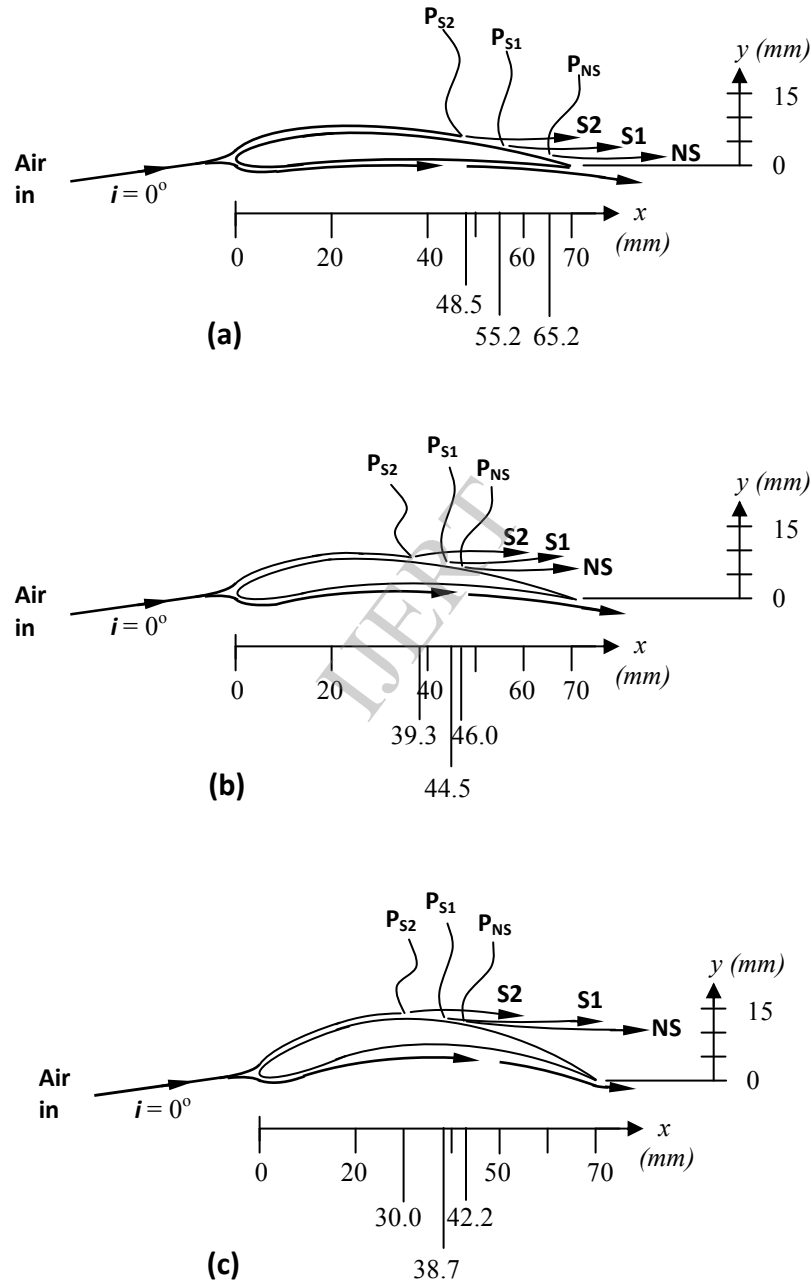 P_S2 P_S1 P_NS y (mm)
15
S2 S1 NS
Air in
i = 0° 0
x (mm)
0 20 40 60 70
48.5
55.2 65.2
(a)
P_S2 P_S1 P_NS y (mm)
15
S2 S1
NS
Air in
i = 0° 0
x (mm)
0 20 40 60 70
39.3 46.0
44.5
(b)
IJERT
P_S2 P_S1 P_NS y (mm)
S2 S1 15
NS
Air in
i = 0° 0
x (mm)
0 20 50 70
30.0 42.2
38.7
(c)